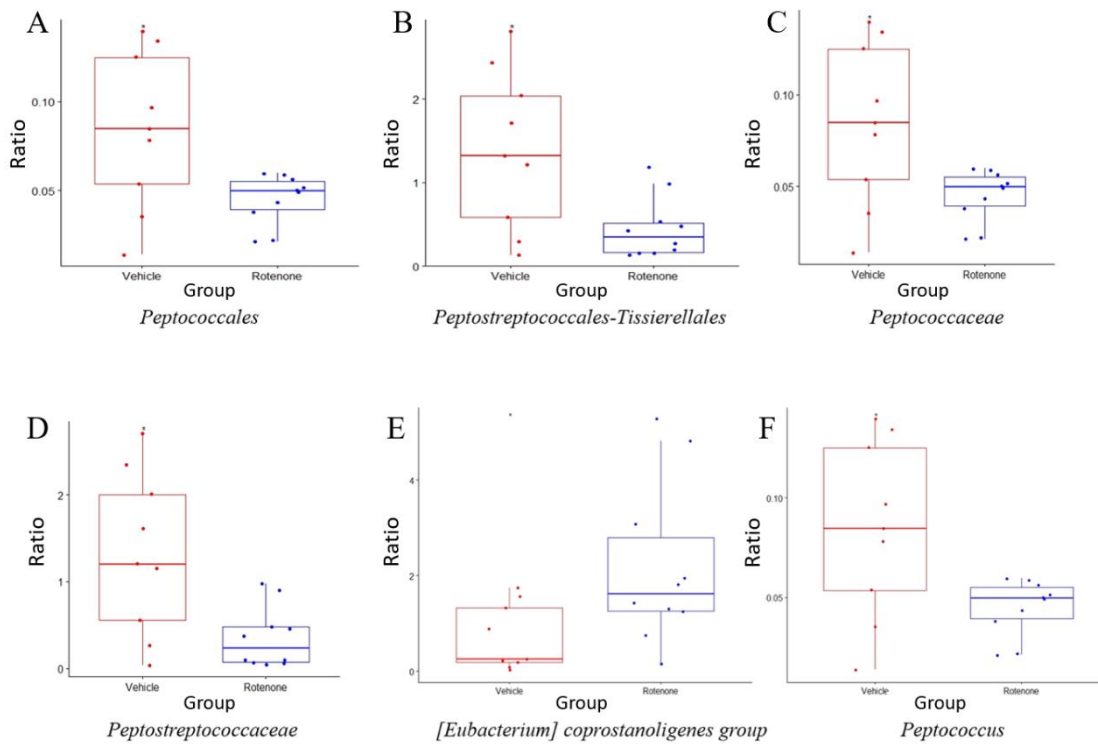 A
*
Ratio
0.10
0.05
Vehicle
Rotenone
Group
Peptococcales
B
*
Ratio
2
1
0
Vehicle
Rotenone
Group
Peptostreptococcales-Tissierellales
C
*
Ratio
0.10
0.05
Vehicle
Rotenone
Group
Peptococcaceae
D
*
Ratio
2
1
0
Vehicle
Rotenone
Group
Peptostreptococcaceae
E
*
Ratio
4
2
0
Vehicle
Rotenone
Group
[Eubacterium] coprostanoligenes group
F
*
Ratio
0.10
0.05
Vehicle
Rotenone
Group
Peptococcus